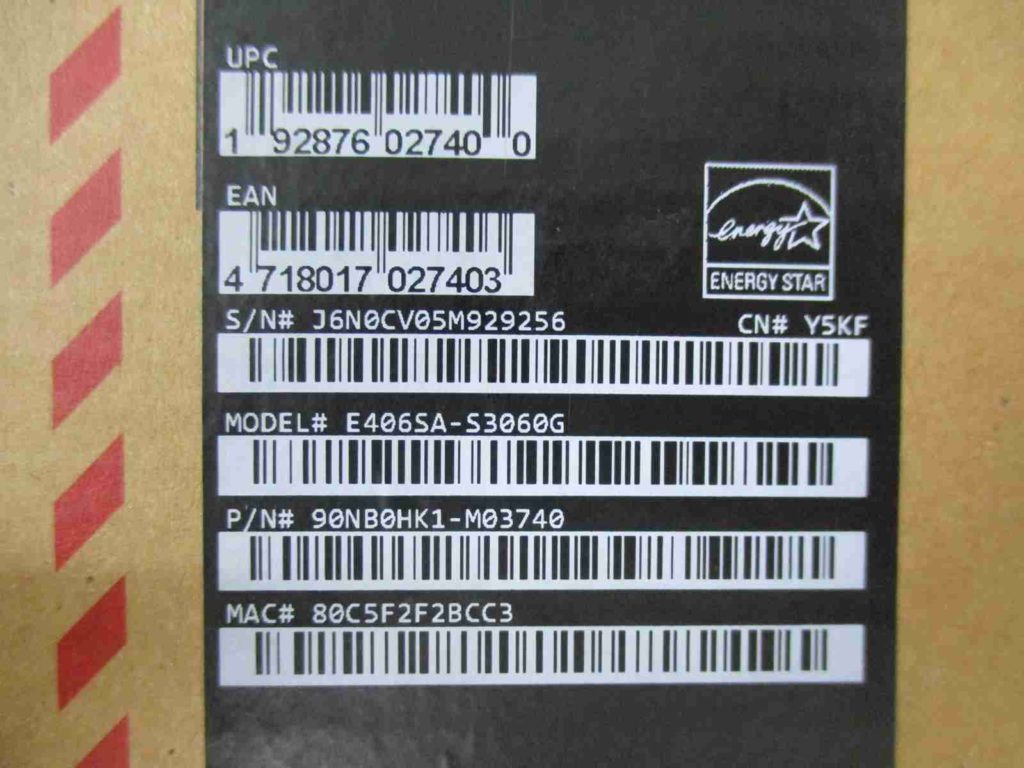 UPC
1 92876 02740 0
EAN
4 718017 027403
S/N# J6N0CV05M929256 CN# Y5KF
MODEL# E406SA-S3060G
P/N# 90NB0HK1-M03740
MAC# 80C5F2F2BCC3
energy
ENERGY STAR